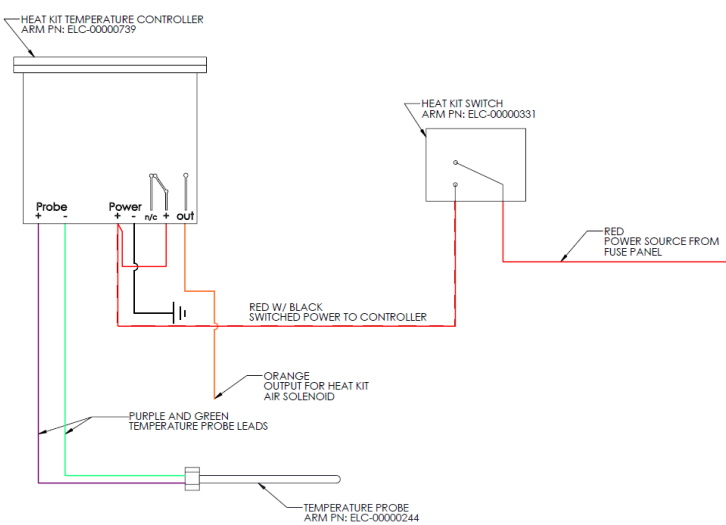 HEAT KIT TEMPERATURE CONTROLLER
ARM PN: ELC-00000739
HEAT KIT SWITCH
ARM PN: ELC-00000331
Probe
+ -
Power
+ - n/c + out
RED
POWER SOURCE FROM
FUSE PANEL
RED W/ BLACK
SWITCHED POWER TO CONTROLLER
ORANGE
OUTPUT FOR HEAT KIT
AIR SOLENOID
PURPLE AND GREEN
TEMPERATURE PROBE LEADS
TEMPERATURE PROBE
ARM PN: ELC-00000244